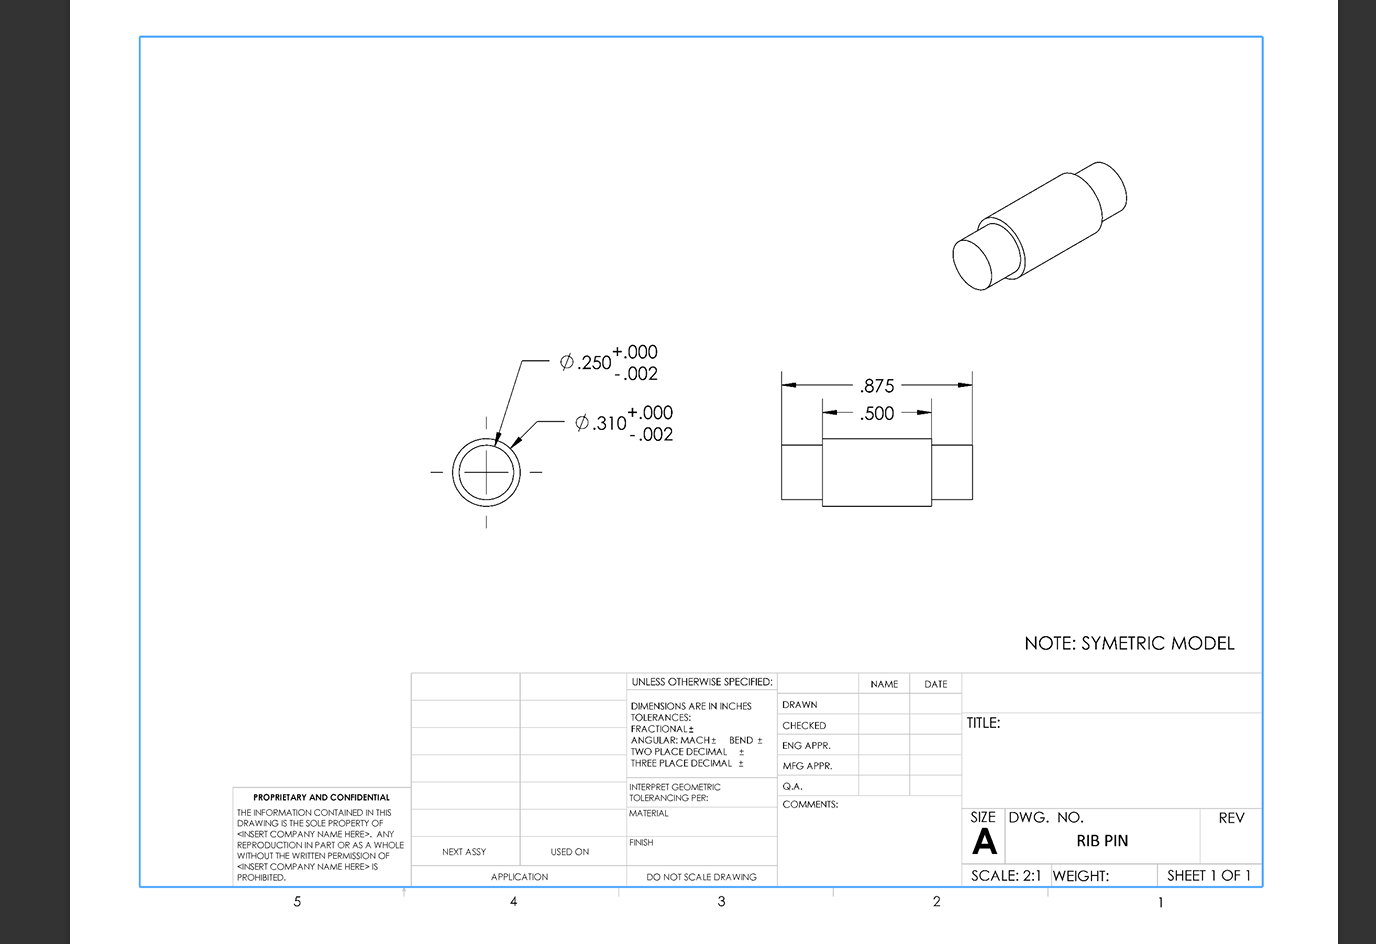 Ø.250 +.000
-.002
Ø.310 +.000
-.002
.875
.500
NOTE: SYMETRIC MODEL
UNLESS OTHERWISE SPECIFIED:
DIMENSIONS ARE IN INCHES
TOLERANCES:
FRACTIONAL±
ANGULAR: MACH± BEND ±
TWO PLACE DECIMAL ±
THREE PLACE DECIMAL ±
INTERPRET GEOMETRIC
TOLERANCING PER:
MATERIAL
FINISH
DO NOT SCALE DRAWING
NAME DATE
DRAWN
CHECKED
ENG APPR.
MFG APPR.
Q.A.
COMMENTS:
TITLE:
SIZE DWG. NO. REV
A RIB PIN
SCALE: 2:1 WEIGHT: SHEET 1 OF 1
PROPRIETARY AND CONFIDENTIAL
THE INFORMATION CONTAINED IN THIS
DRAWING IS THE SOLE PROPERTY OF
<INSERT COMPANY NAME HERE>. ANY
REPRODUCTION IN PART OR AS A WHOLE
WITHOUT THE WRITTEN PERMISSION OF
<INSERT COMPANY NAME HERE> IS
PROHIBITED.
NEXT ASSY USED ON
APPLICATION
5 4 3 2 1